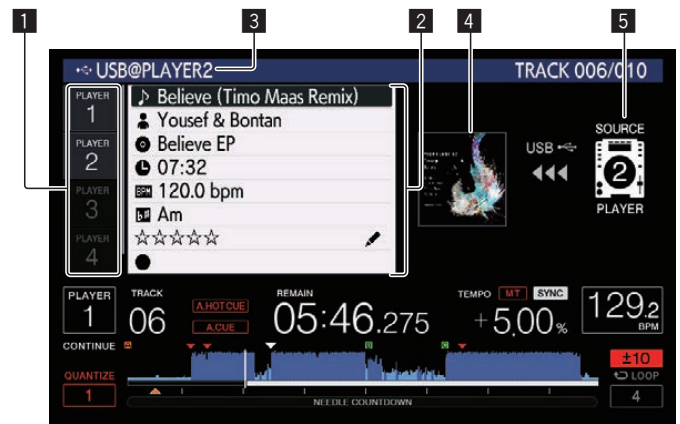 1
3
2
4
5
USB@PLAYER2
TRACK 006/010
PLAYER
1
PLAYER
2
PLAYER
3
PLAYER
4
Believe (Timo Maas Remix)
Yousef & Bontan
Believe EP
07:32
BPM 120.0 bpm
Am
USB
SOURCE
2
PLAYER
PLAYER
1
TRACK
06
A.HOT CUE
A.CUE
REMAIN
05:46.275
TEMPO MT SYNC
+5.00%
129.2
BPM
CONTINUE
A
B
C
QUANTIZE
1
NEEDLE COUNTDOWN
±10
LOOP
4